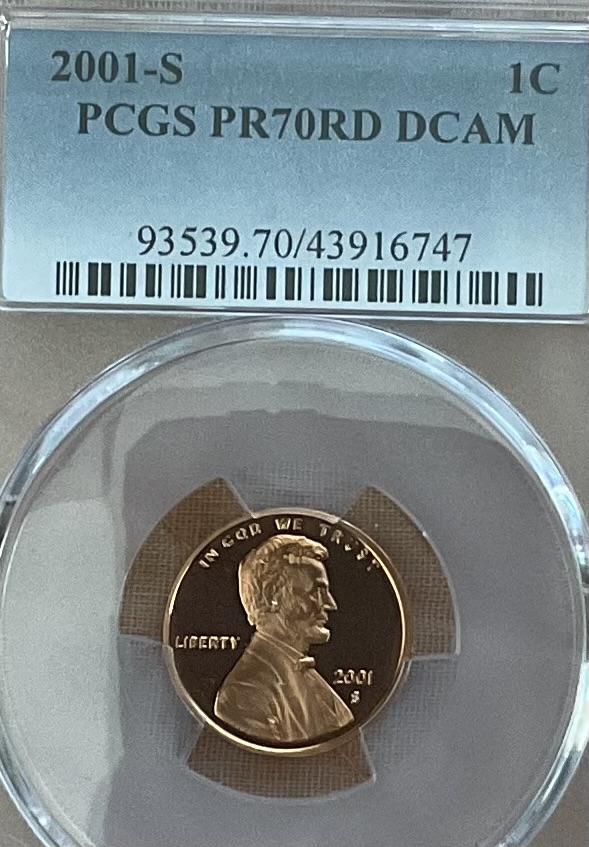 2001-S 1C
PCGS PR70RD DCAM
93539.70/43916747
IN GOD WE TRUST
LIBERTY
2001
S